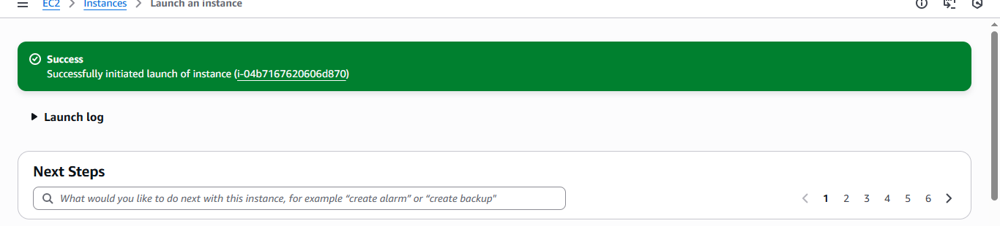 EC2 > Instances > Launch an instance
Success
Successfully initiated launch of instance (i-04b7167620606d870)
Launch log
Next Steps
What would you like to do next with this instance, for example “create alarm” or “create backup"
1 2 3 4 5 6